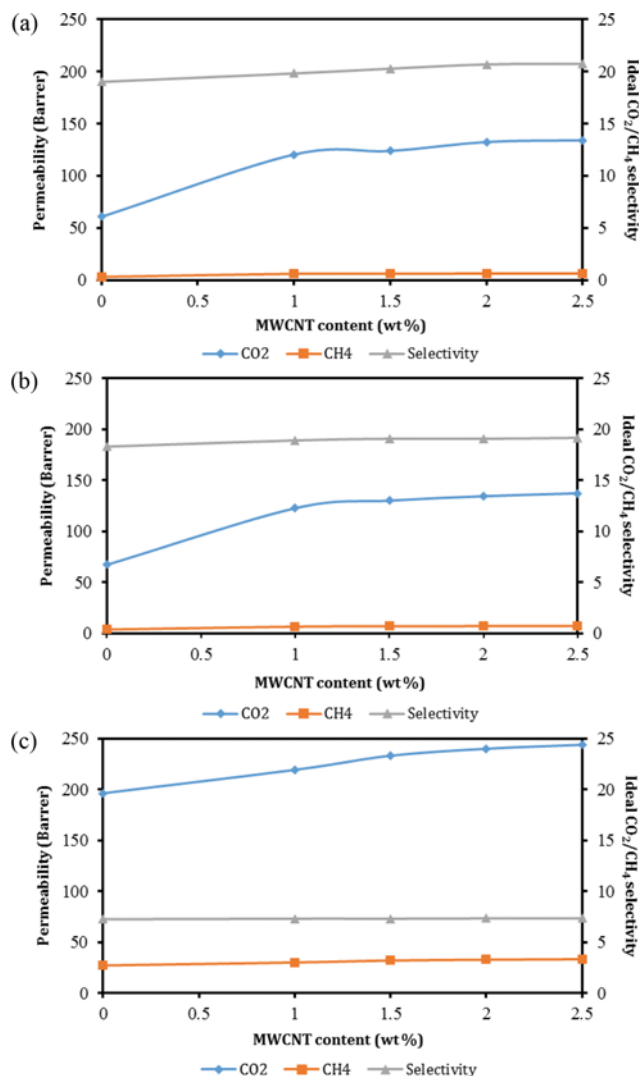 (a)
250
200
150
100
50
0
Permeability (Barrer)
25
20
15
10
5
0
Ideal CO₂/CH₄ selectivity
0 0.5 1 1.5 2 2.5
MWCNT content (wt%)
CO2 CH4 Selectivity
(b)
250
200
150
100
50
0
Permeability (Barrer)
25
20
15
10
5
0
Ideal CO₂/CH₄ selectivity
0 0.5 1 1.5 2 2.5
MWCNT content (wt%)
CO2 CH4 Selectivity
(c)
250
200
150
100
50
0
Permeability (Barrer)
25
20
15
10
5
0
Ideal CO₂/CH₄ selectivity
0 0.5 1 1.5 2 2.5
MWCNT content (wt%)
CO2 CH4 Selectivity